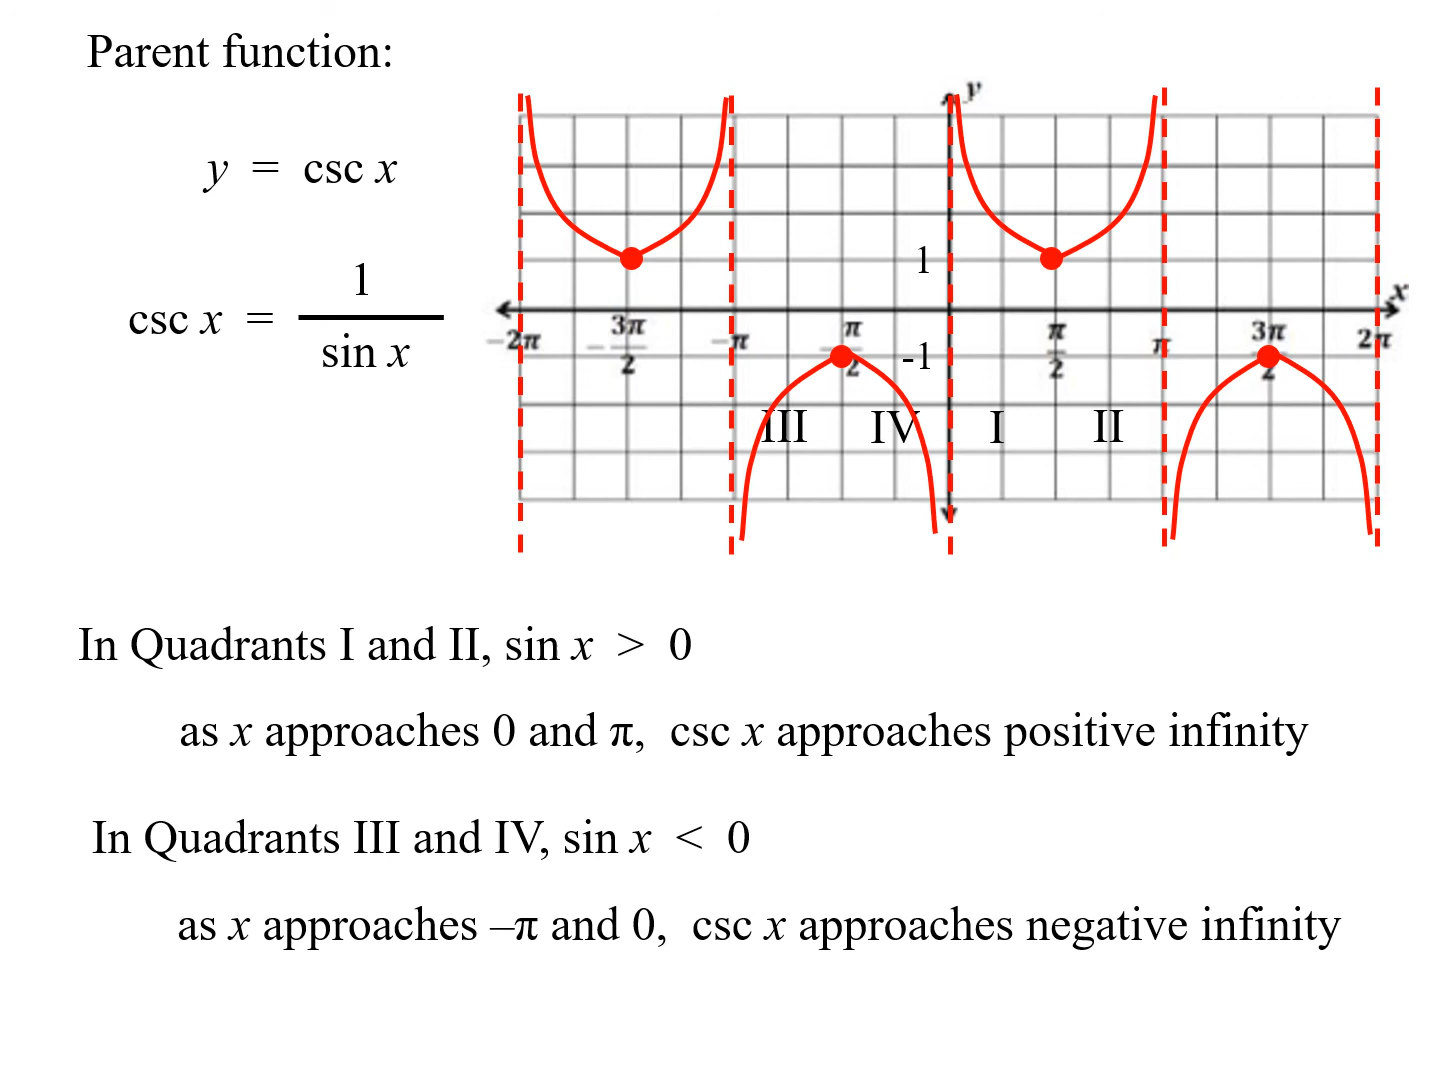 Parent function:
y = csc x
csc x = 1 / sin x
y
x
1
-1
−2π
−3π/2
−π
−π/2
π/2
π
3π/2
2π
III IV I II
In Quadrants I and II, sin x > 0
as x approaches 0 and π, csc x approaches positive infinity
In Quadrants III and IV, sin x < 0
as x approaches –π and 0, csc x approaches negative infinity